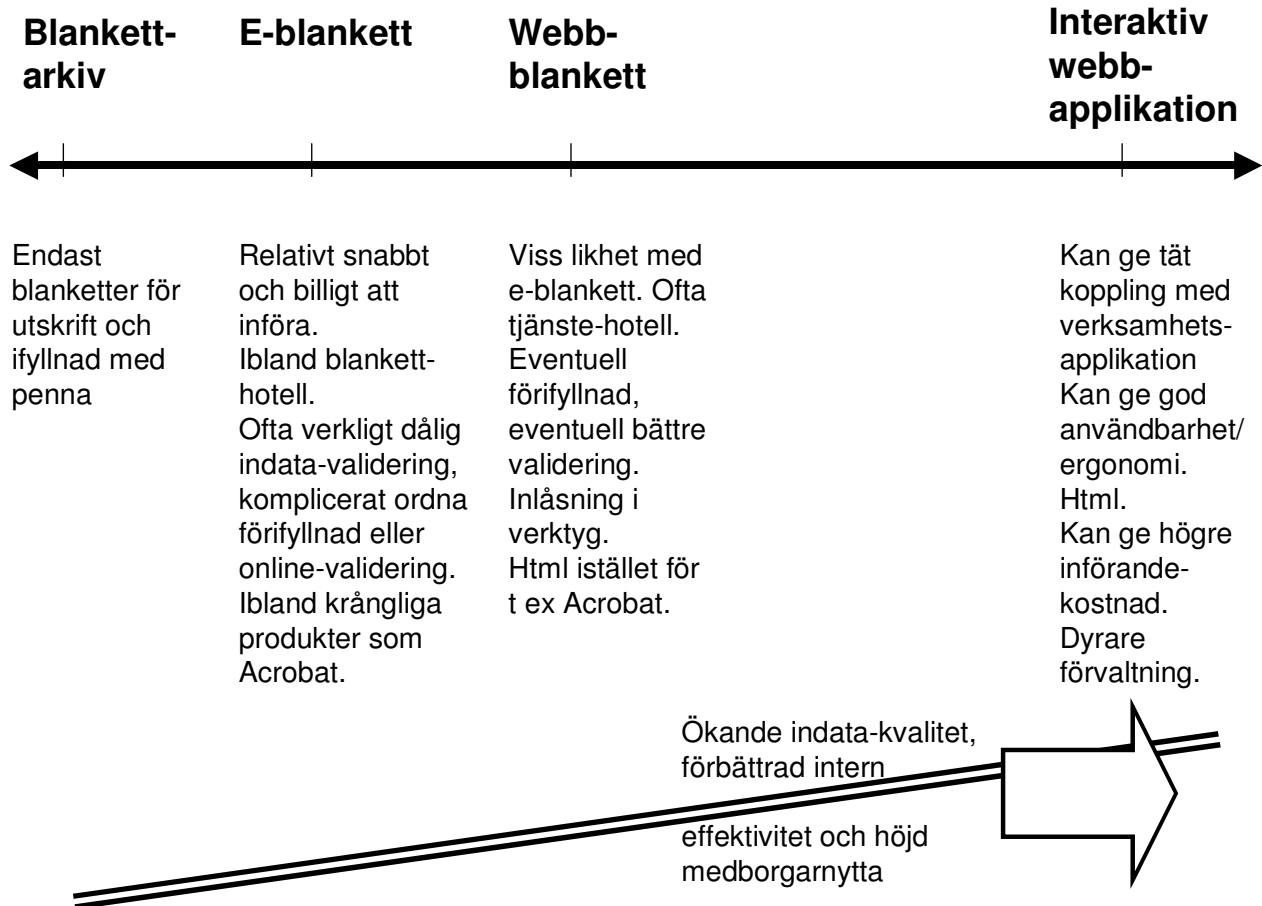 Blankett-
arkiv
E-blankett
Webb-
blankett
Interaktiv
webb-
applikation
Endast
blanketter för
utskrift och
ifyllnad med
penna
Relativt snabbt
och billigt att
införa.
Ibland blankett-
hotell.
Ofta verkligt dålig
indata-validering,
komplicerat ordna
förifyllnad eller
online-validering.
Ibland krångliga
produkter som
Acrobat.
Viss likhet med
e-blankett. Ofta
tjänste-hotell.
Eventuell
förifyllnad,
eventuell bättre
validering.
Inlåsning i
verktyg.
Html istället för
t ex Acrobat.
Kan ge tät
koppling med
verksamhets-
applikation
Kan ge god
användbarhet/
ergonomi.
Html.
Kan ge högre
införande-
kostnad.
Dyrare
förvaltning.
Ökande indata-kvalitet,
förbättrad intern
effektivitet och höjd
medborgarnytta